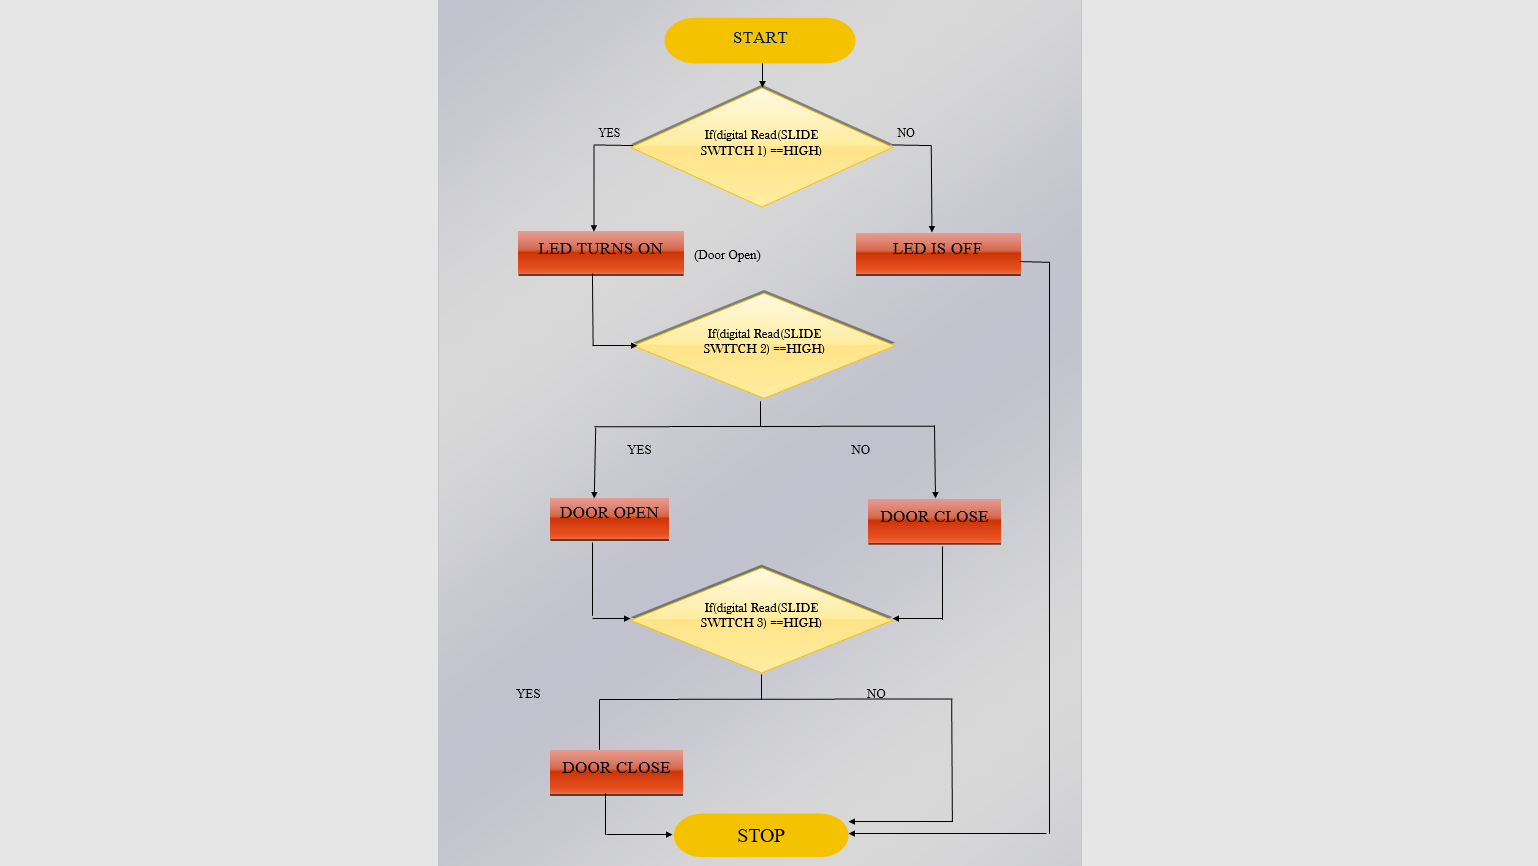 START
YES
If(digital Read(SLIDE
SWITCH 1) ==HIGH)
NO
LED TURNS ON
(Door Open)
LED IS OFF
If(digital Read(SLIDE
SWITCH 2) ==HIGH)
YES
NO
DOOR OPEN
DOOR CLOSE
If(digital Read(SLIDE
SWITCH 3) ==HIGH)
YES
NO
DOOR CLOSE
STOP